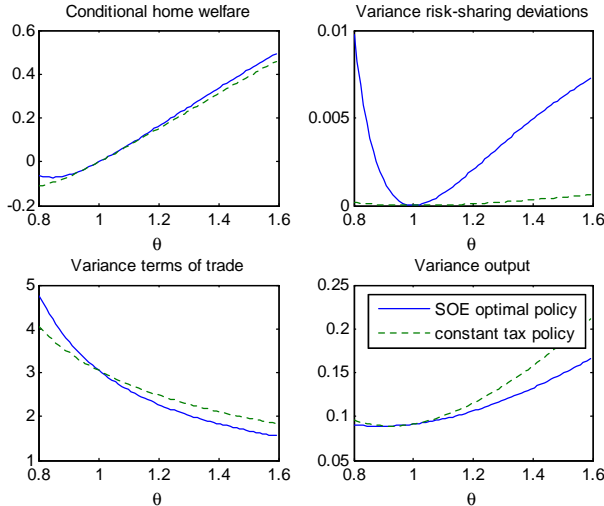 Conditional home welfare
0.6
0.4
0.2
0
-0.2
0.8 1 1.2 1.4 1.6
θ
Variance risk-sharing deviations
0.01
0.005
0
0.8 1 1.2 1.4 1.6
θ
Variance terms of trade
5
4
3
2
1
0.8 1 1.2 1.4 1.6
θ
Variance output
0.25
0.2
0.15
0.1
0.05
0.8 1 1.2 1.4 1.6
θ
SOE optimal policy
constant tax policy